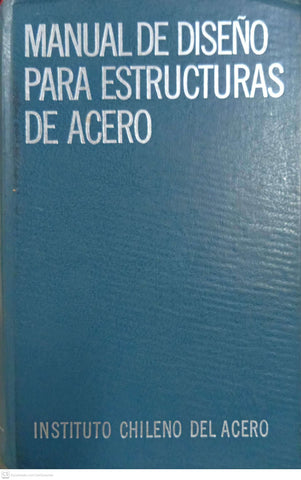 MANUAL DE DISEÑO
PARA ESTRUCTURAS
DE ACERO
INSTITUTO CHILENO DEL ACERO